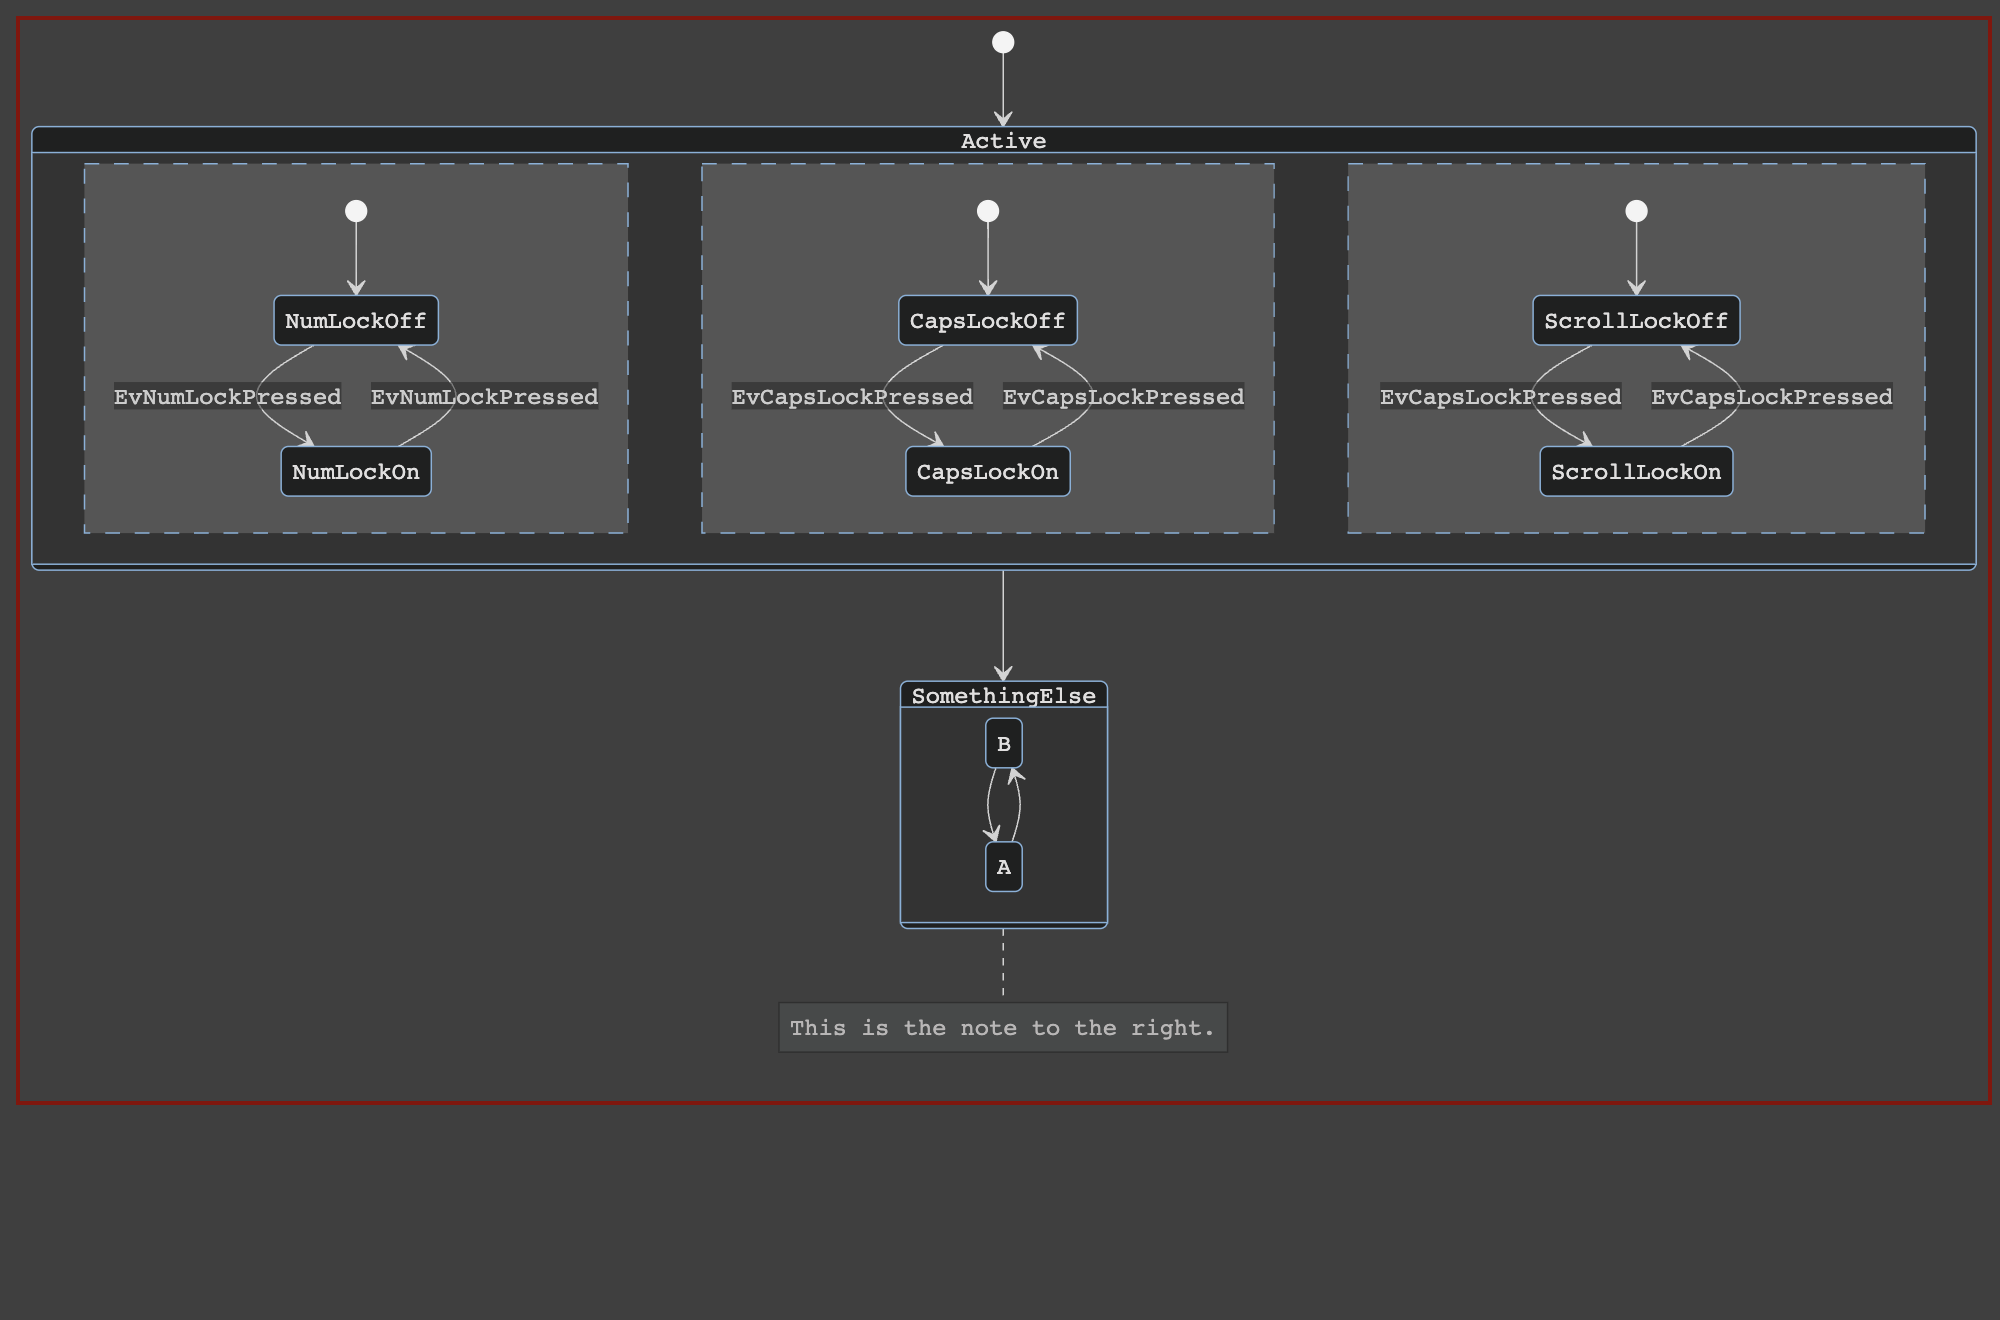 Active
NumLockOff
CapsLockOff
ScrollLockOff
EvNumLockPressed
EvNumLockPressed
EvCapsLockPressed
EvCapsLockPressed
EvCapsLockPressed
EvCapsLockPressed
NumLockOn
CapsLockOn
ScrollLockOn
SomethingElse
B
A
This is the note to the right.